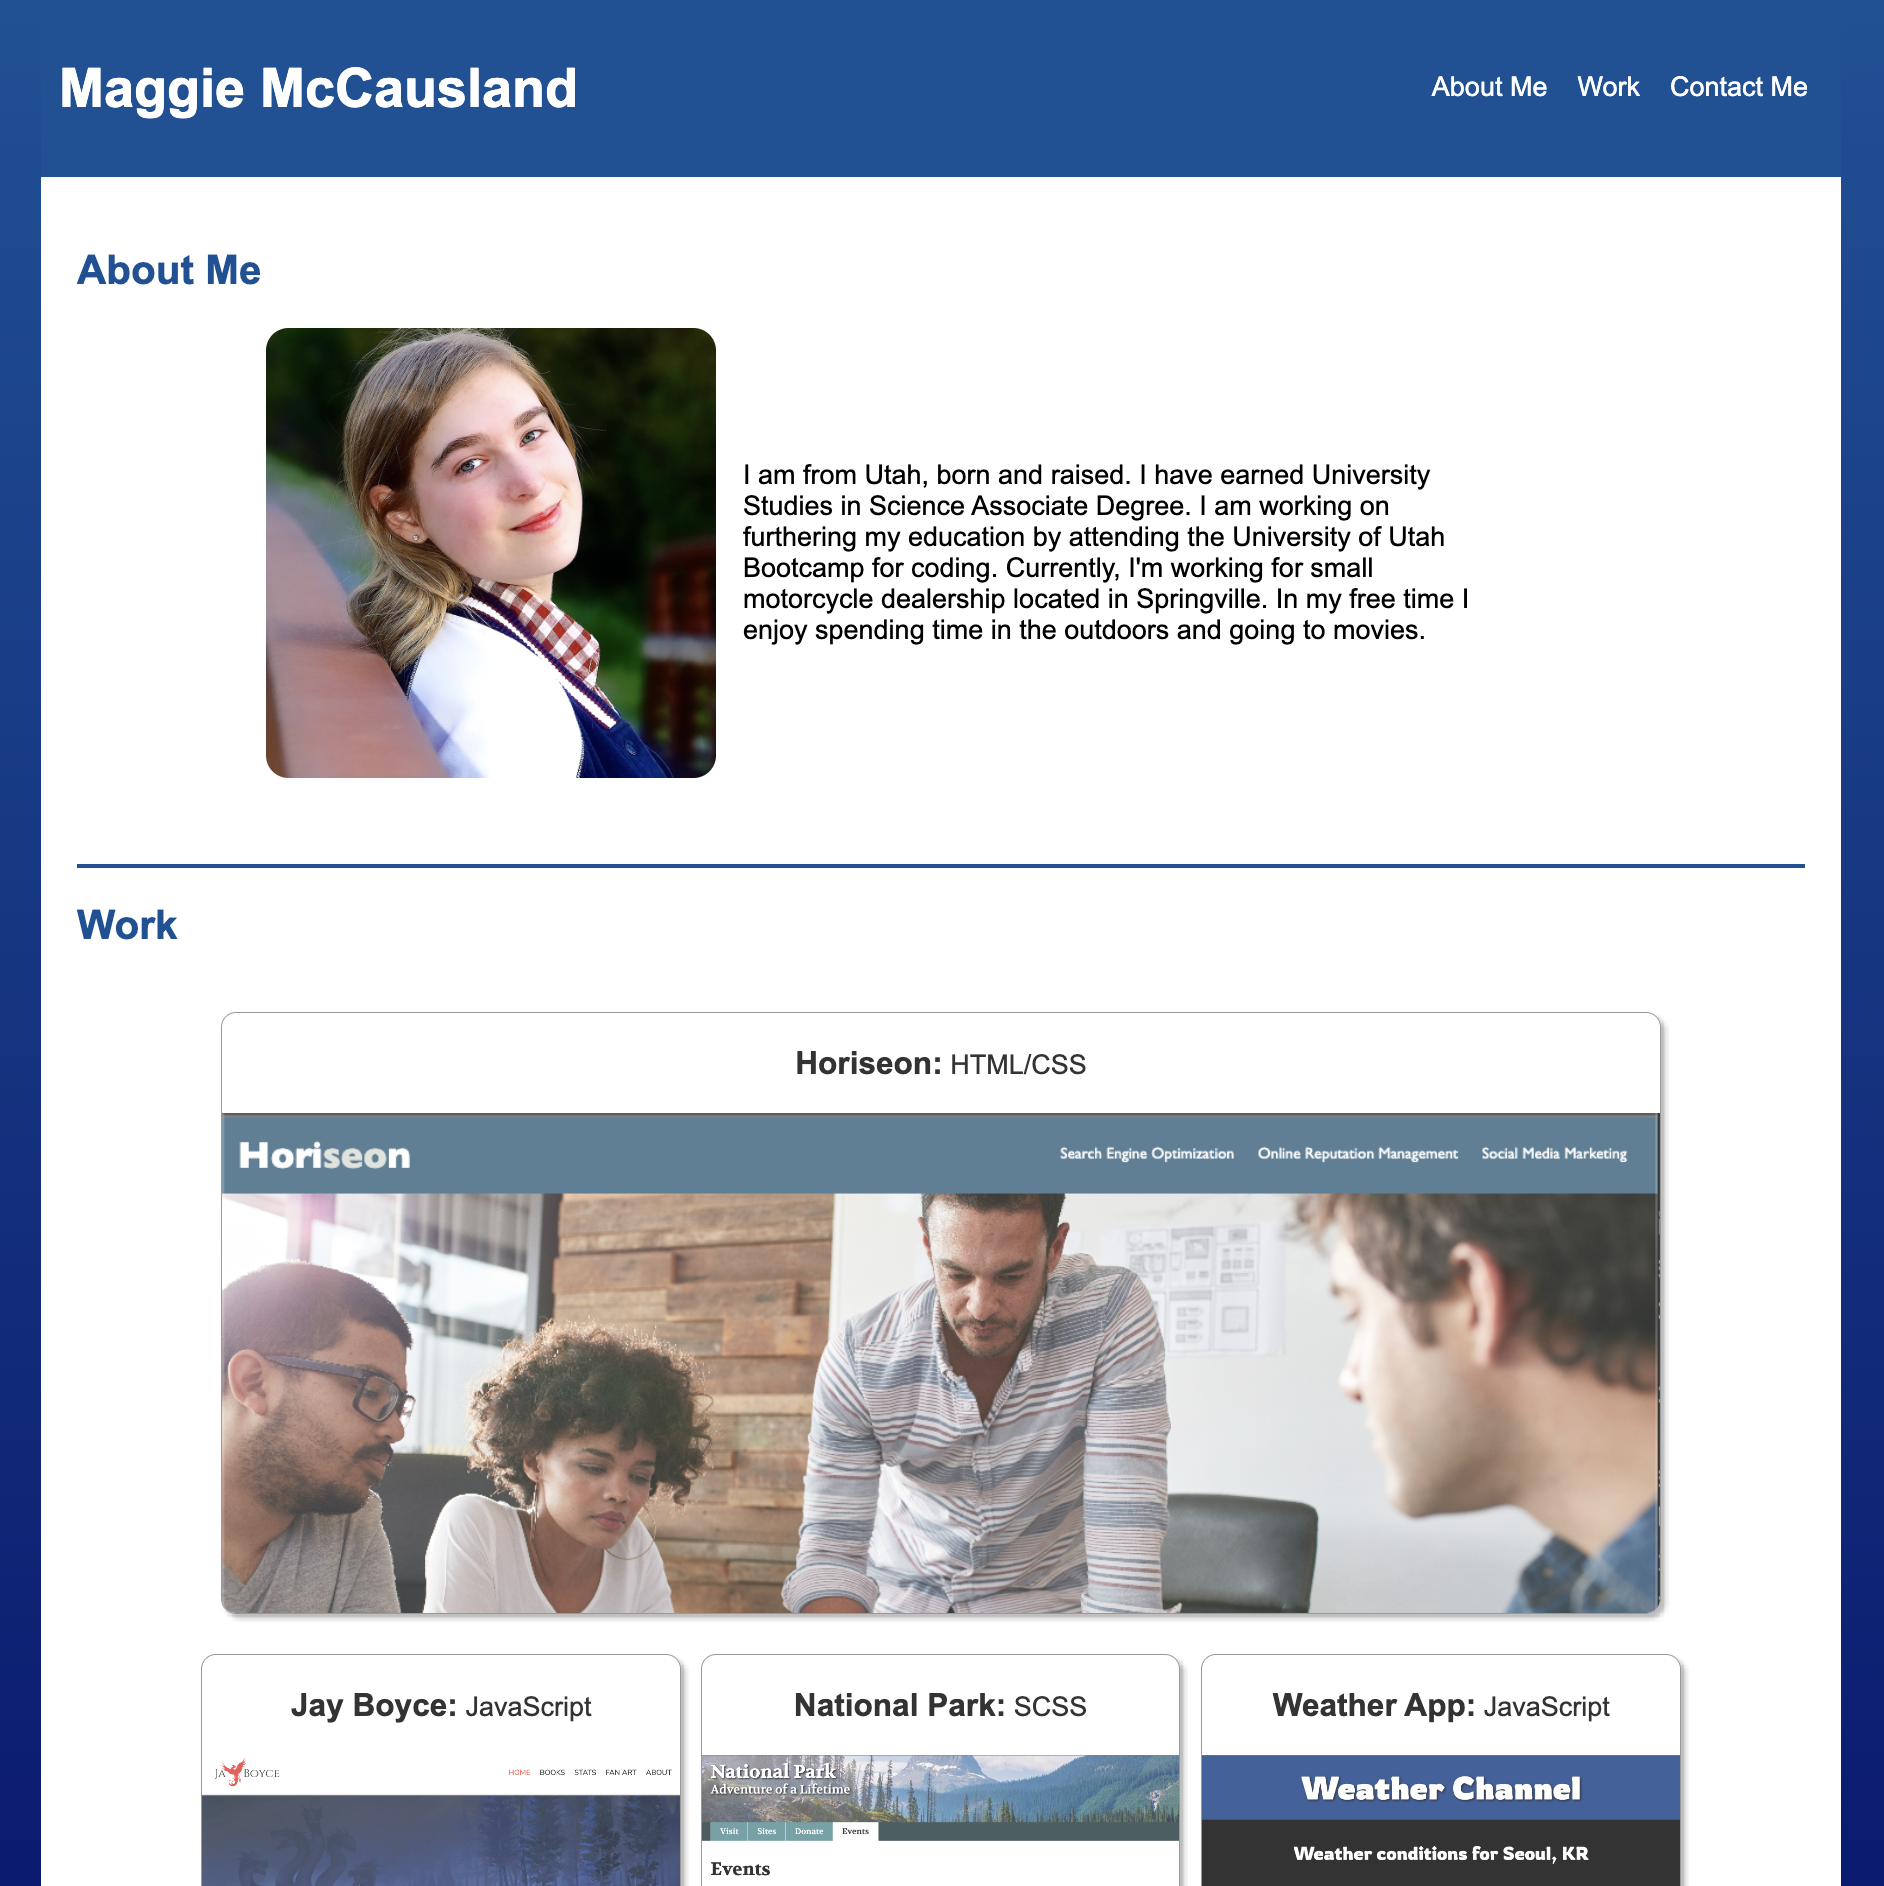 Maggie McCausland
About Me Work Contact Me
About Me
I am from Utah, born and raised. I have earned University
Studies in Science Associate Degree. I am working on
furthering my education by attending the University of Utah
Bootcamp for coding. Currently, I'm working for small
motorcycle dealership located in Springville. In my free time I
enjoy spending time in the outdoors and going to movies.
Work
Horiseon: HTML/CSS
Horiseon
Search Engine Optimization Online Reputation Management Social Media Marketing
Jay Boyce: JavaScript
JAY BOYCE
HOME BOOKS STATS FAN ART ABOUT
National Park: SCSS
National Park
Adventure of a Lifetime
Visit Sites Donate Events
Events
Weather App: JavaScript
Weather Channel
Weather conditions for Seoul, KR